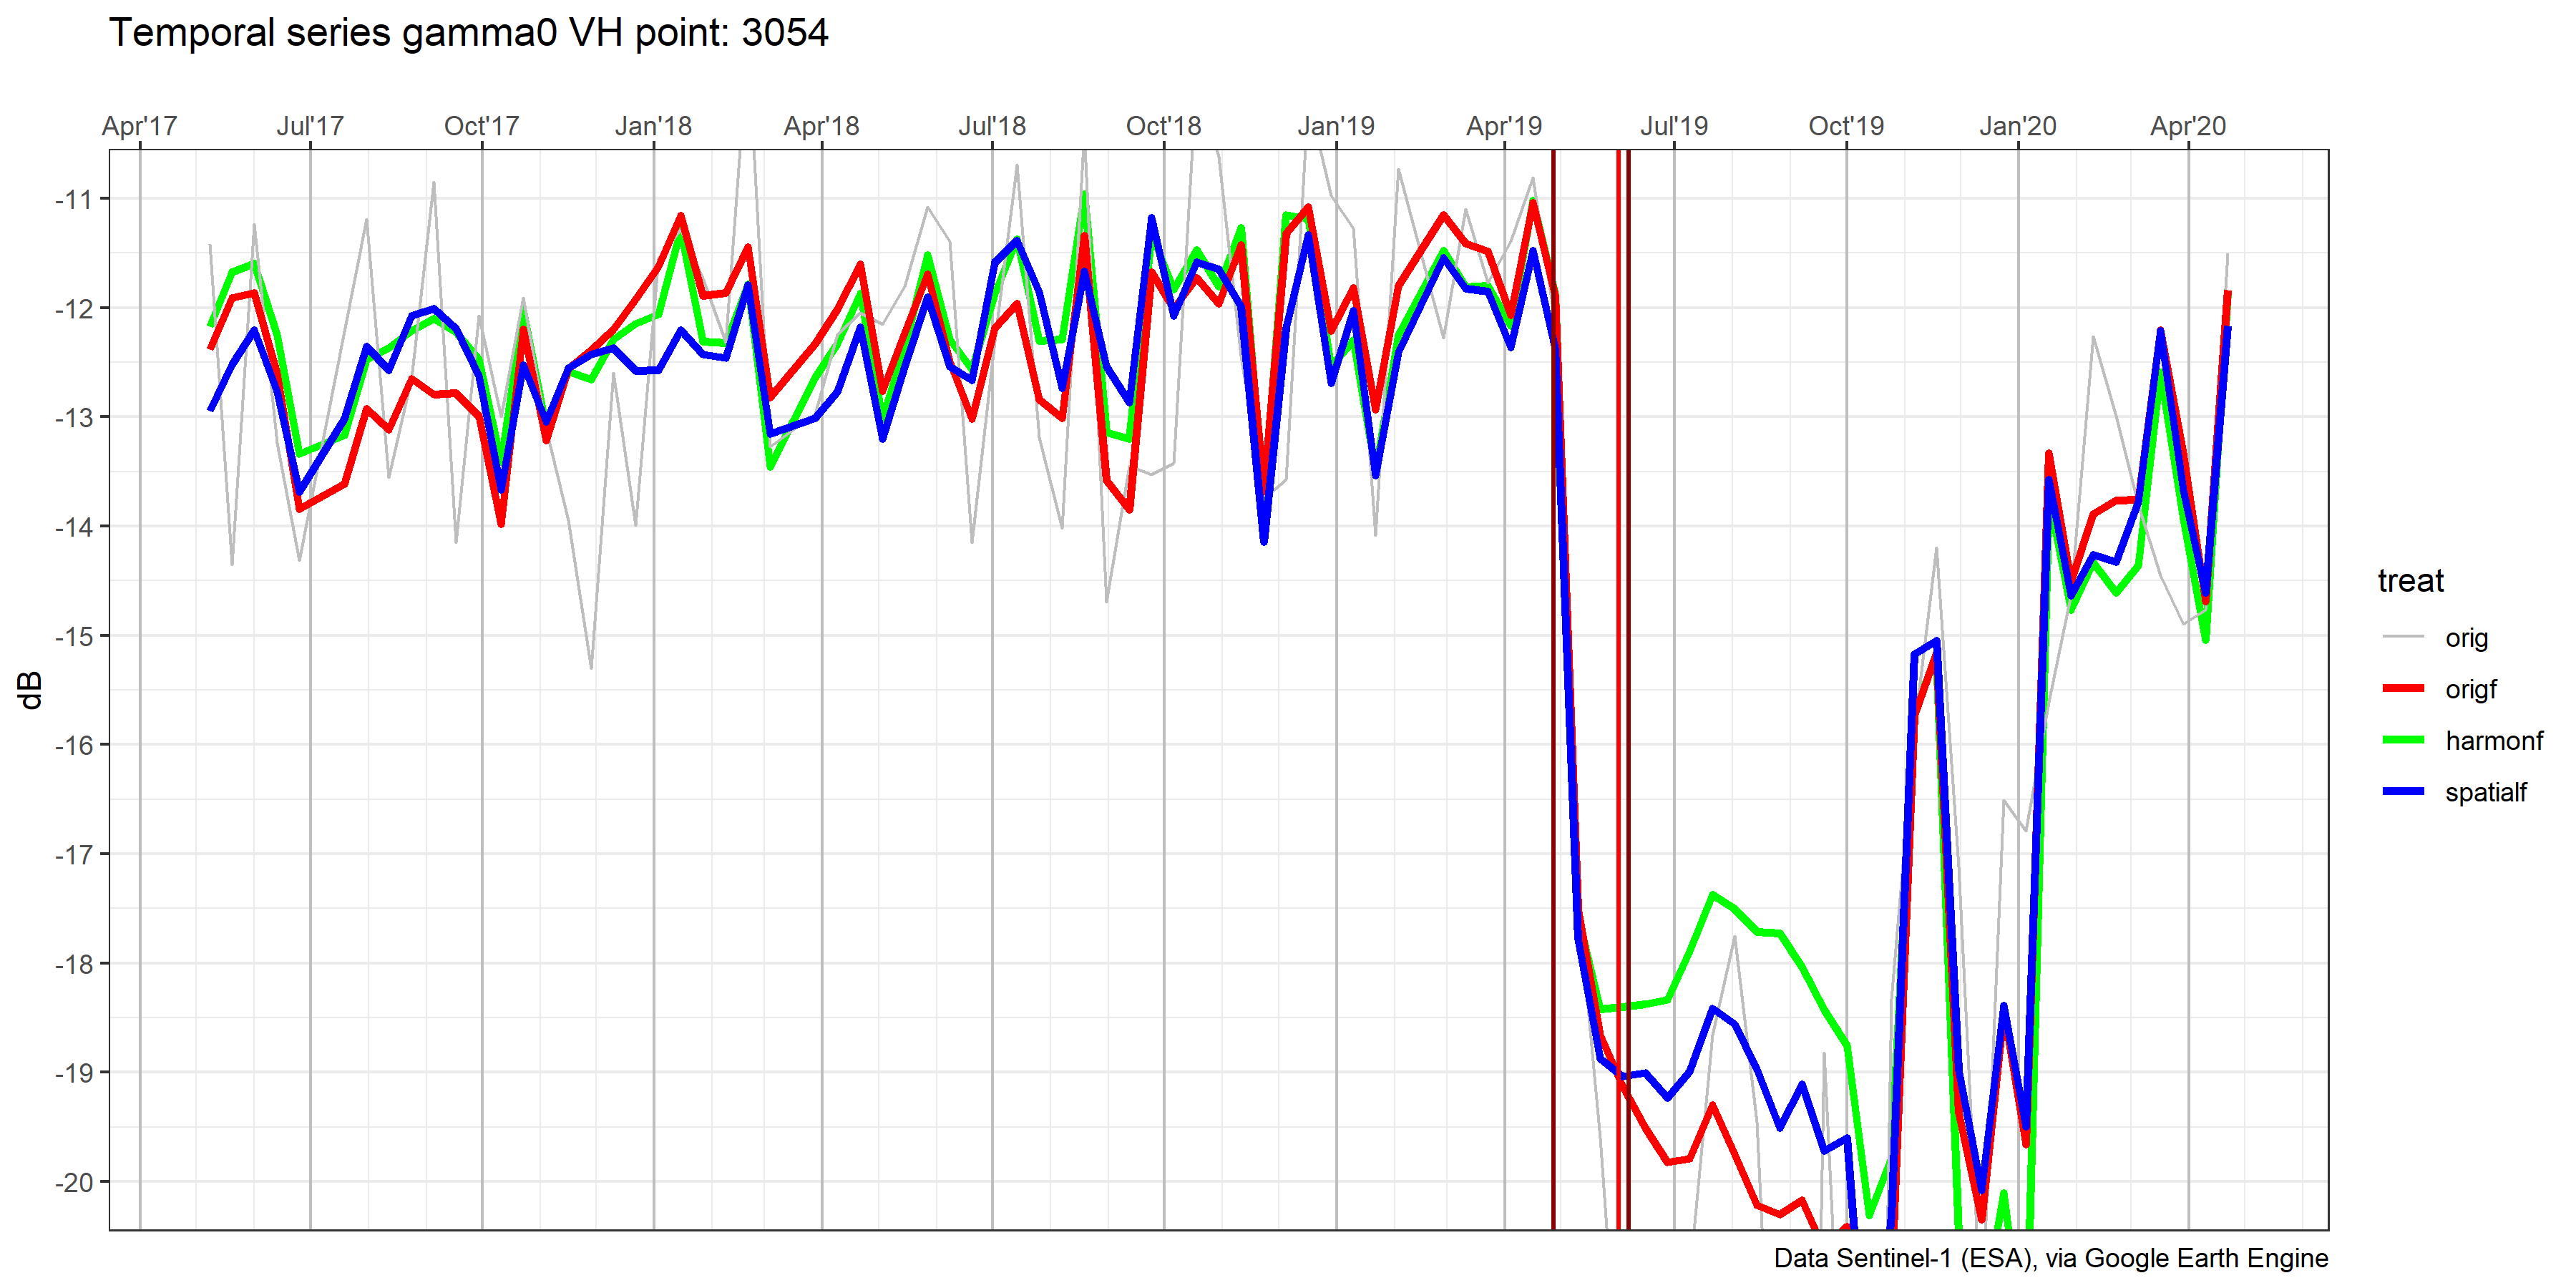 Temporal series gamma0 VH point: 3054
Apr'17 Jul'17 Oct'17 Jan'18 Apr'18 Jul'18 Oct'18 Jan'19 Apr'19 Jul'19 Oct'19 Jan'20 Apr'20
-11
-12
-13
-14
-15
-16
-17
-18
-19
-20
dB
treat
orig
origf
harmonf
spatialf
Data Sentinel-1 (ESA), via Google Earth Engine